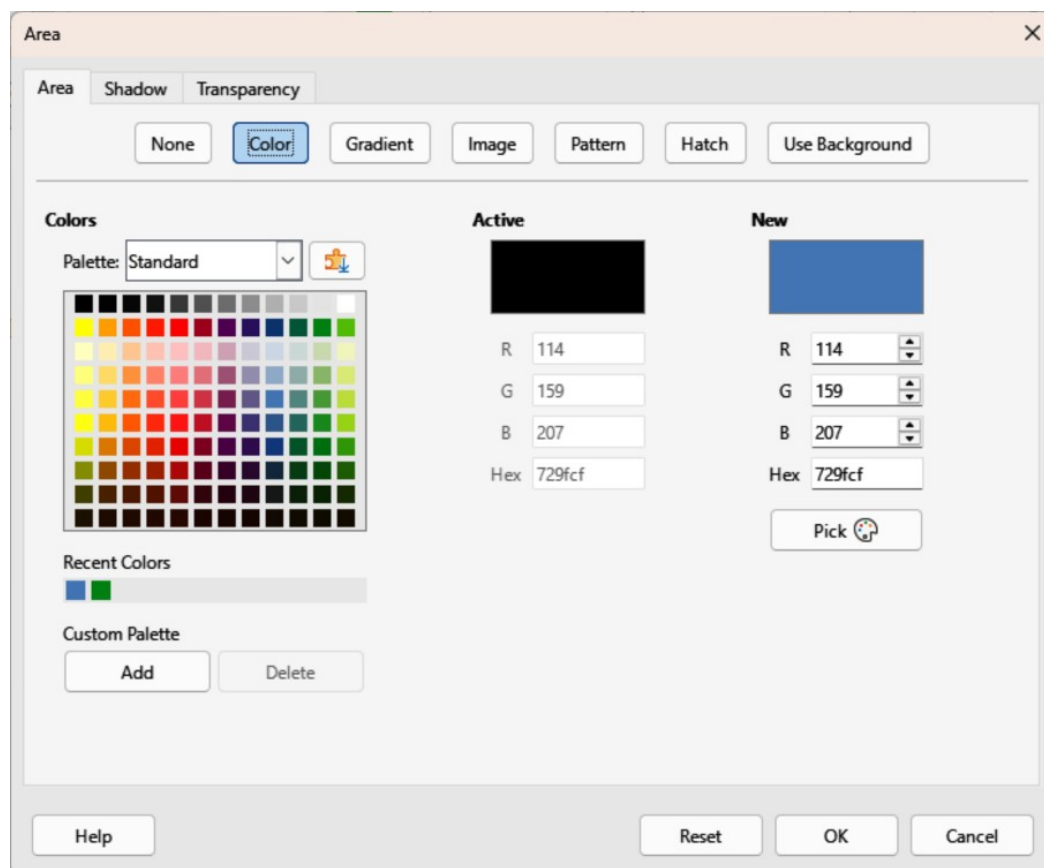 Area
Area Shadow Transparency
None Color Gradient Image Pattern Hatch Use Background
Colors
Palette: Standard
Recent Colors
Custom Palette
Add Delete
Active
R 114
G 159
B 207
Hex 729fcf
New
R 114
G 159
B 207
Hex 729fcf
Pick
Help Reset OK Cancel